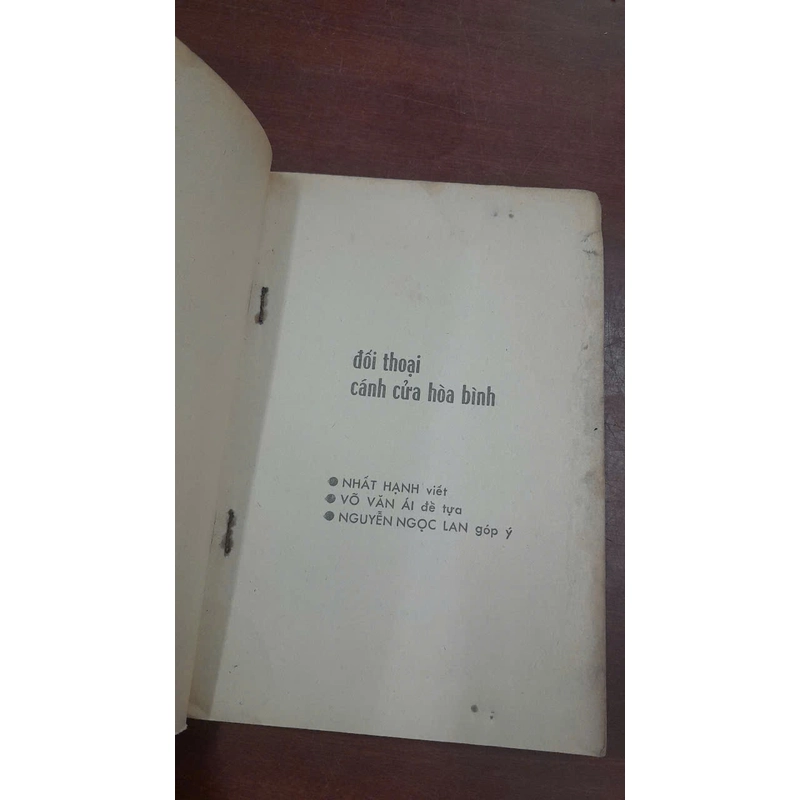 đối thoại
cánh cửa hòa bình
● NHẤT HẠNH viết
● VÕ VĂN ÁI đề tựa
● NGUYỄN NGỌC LAN góp ý